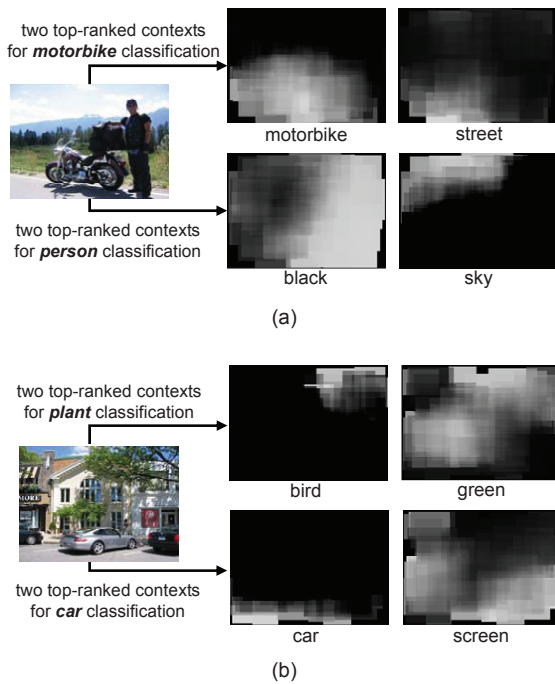 two top-ranked contexts
for motorbike classification
motorbike
street
two top-ranked contexts
for person classification
black
sky
(a)
two top-ranked contexts
for plant classification
bird
green
MORE
two top-ranked contexts
for car classification
car
screen
(b)